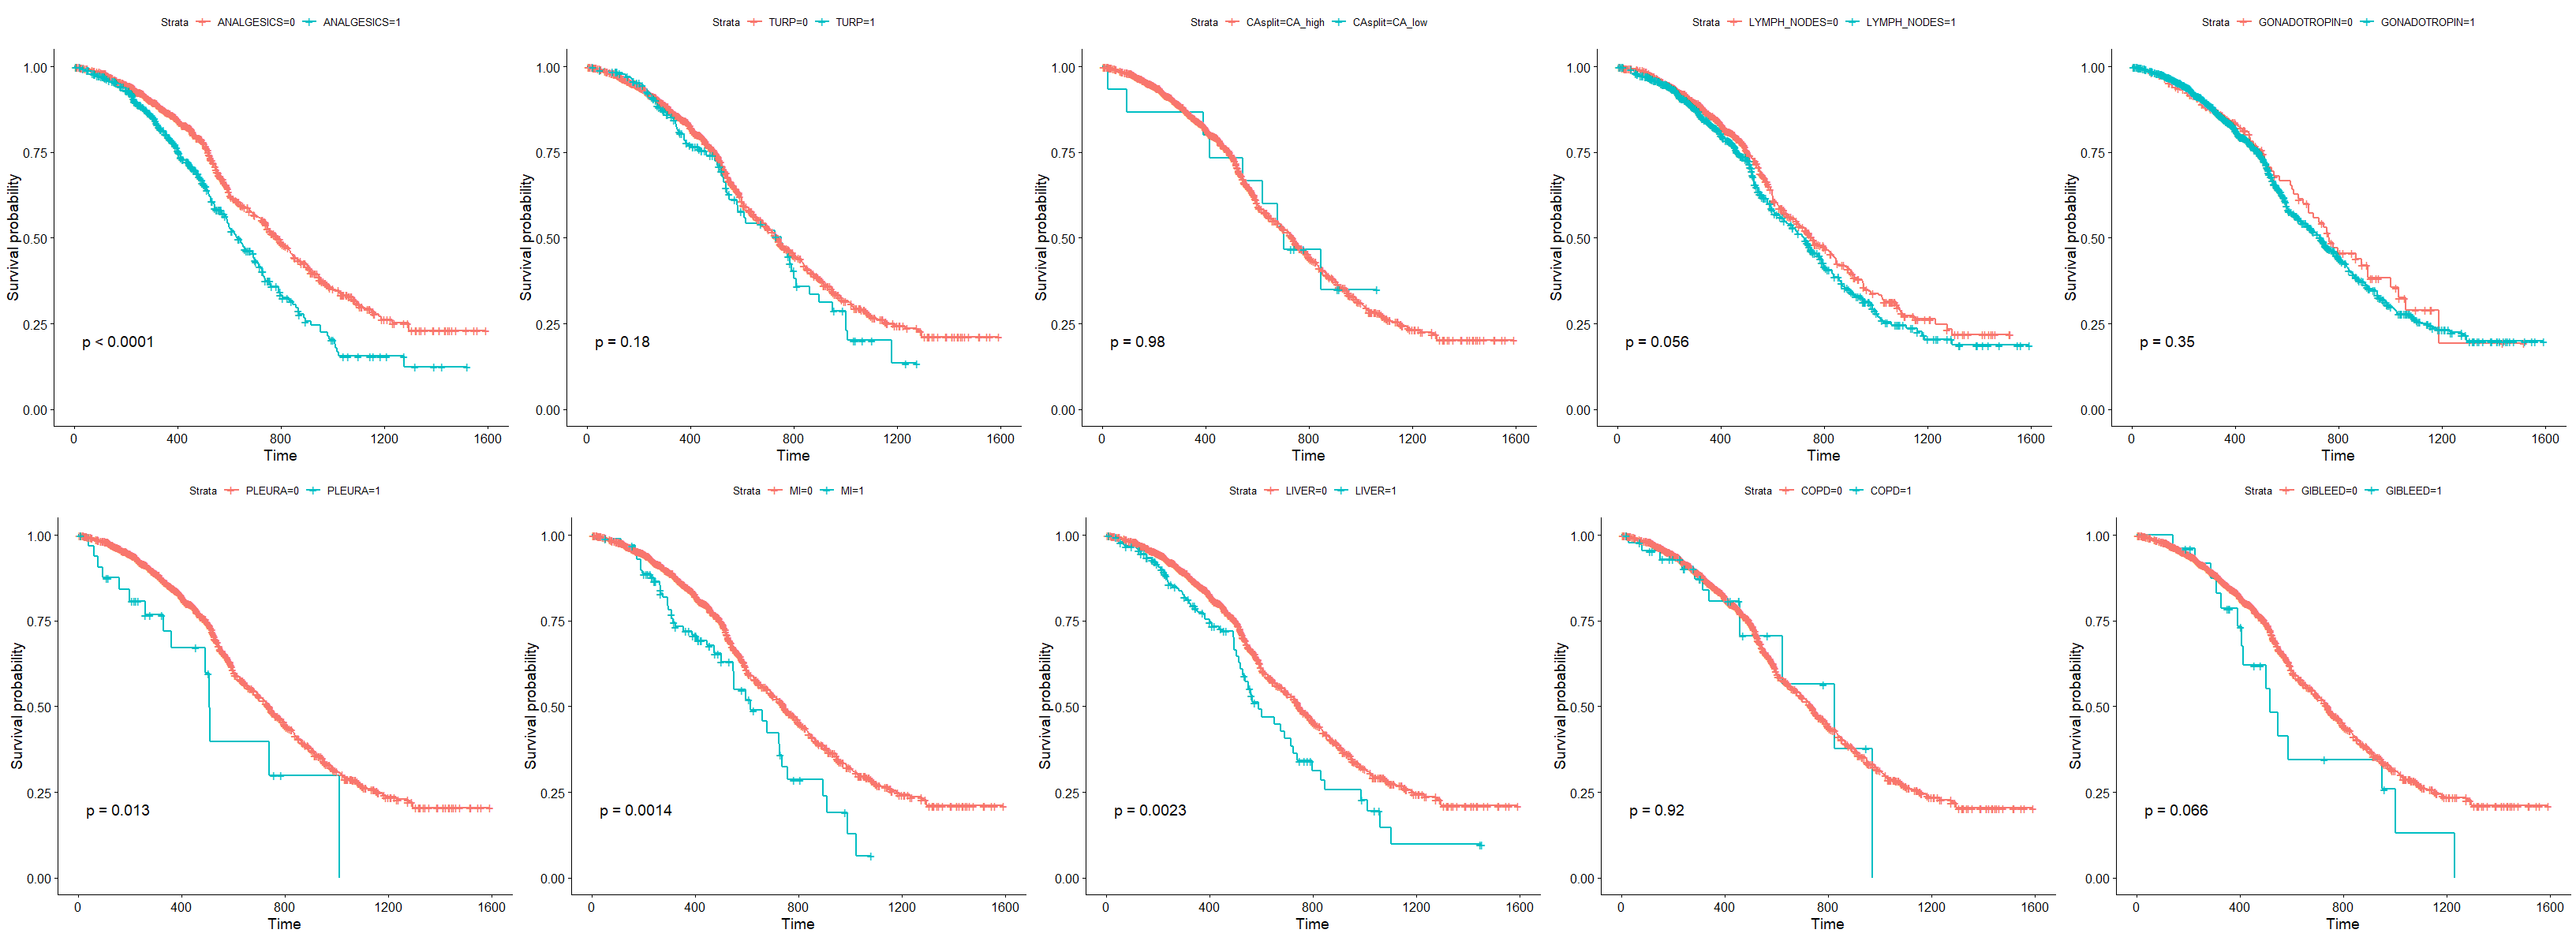 Strata ANALGESICS=0 ANALGESICS=1
Survival probability
1.00
0.75
0.50
0.25
0.00
p < 0.0001
0 400 800 1200 1600
Time
Strata TURP=0 TURP=1
Survival probability
1.00
0.75
0.50
0.25
0.00
p = 0.18
0 400 800 1200 1600
Time
Strata CAsplit=CA_high CAsplit=CA_low
Survival probability
1.00
0.75
0.50
0.25
0.00
p = 0.98
0 400 800 1200 1600
Time
Strata LYMPH_NODES=0 LYMPH_NODES=1
Survival probability
1.00
0.75
0.50
0.25
0.00
p = 0.056
0 400 800 1200 1600
Time
Strata GONADOTROPIN=0 GONADOTROPIN=1
Survival probability
1.00
0.75
0.50
0.25
0.00
p = 0.35
0 400 800 1200 1600
Time
Strata PLEURA=0 PLEURA=1
Survival probability
1.00
0.75
0.50
0.25
0.00
p = 0.013
0 400 800 1200 1600
Time
Strata MI=0 MI=1
Survival probability
1.00
0.75
0.50
0.25
0.00
p = 0.0014
0 400 800 1200 1600
Time
Strata LIVER=0 LIVER=1
Survival probability
1.00
0.75
0.50
0.25
0.00
p = 0.0023
0 400 800 1200 1600
Time
Strata COPD=0 COPD=1
Survival probability
1.00
0.75
0.50
0.25
0.00
p = 0.92
0 400 800 1200 1600
Time
Strata GIBLEED=0 GIBLEED=1
Survival probability
1.00
0.75
0.50
0.25
0.00
p = 0.066
0 400 800 1200 1600
Time